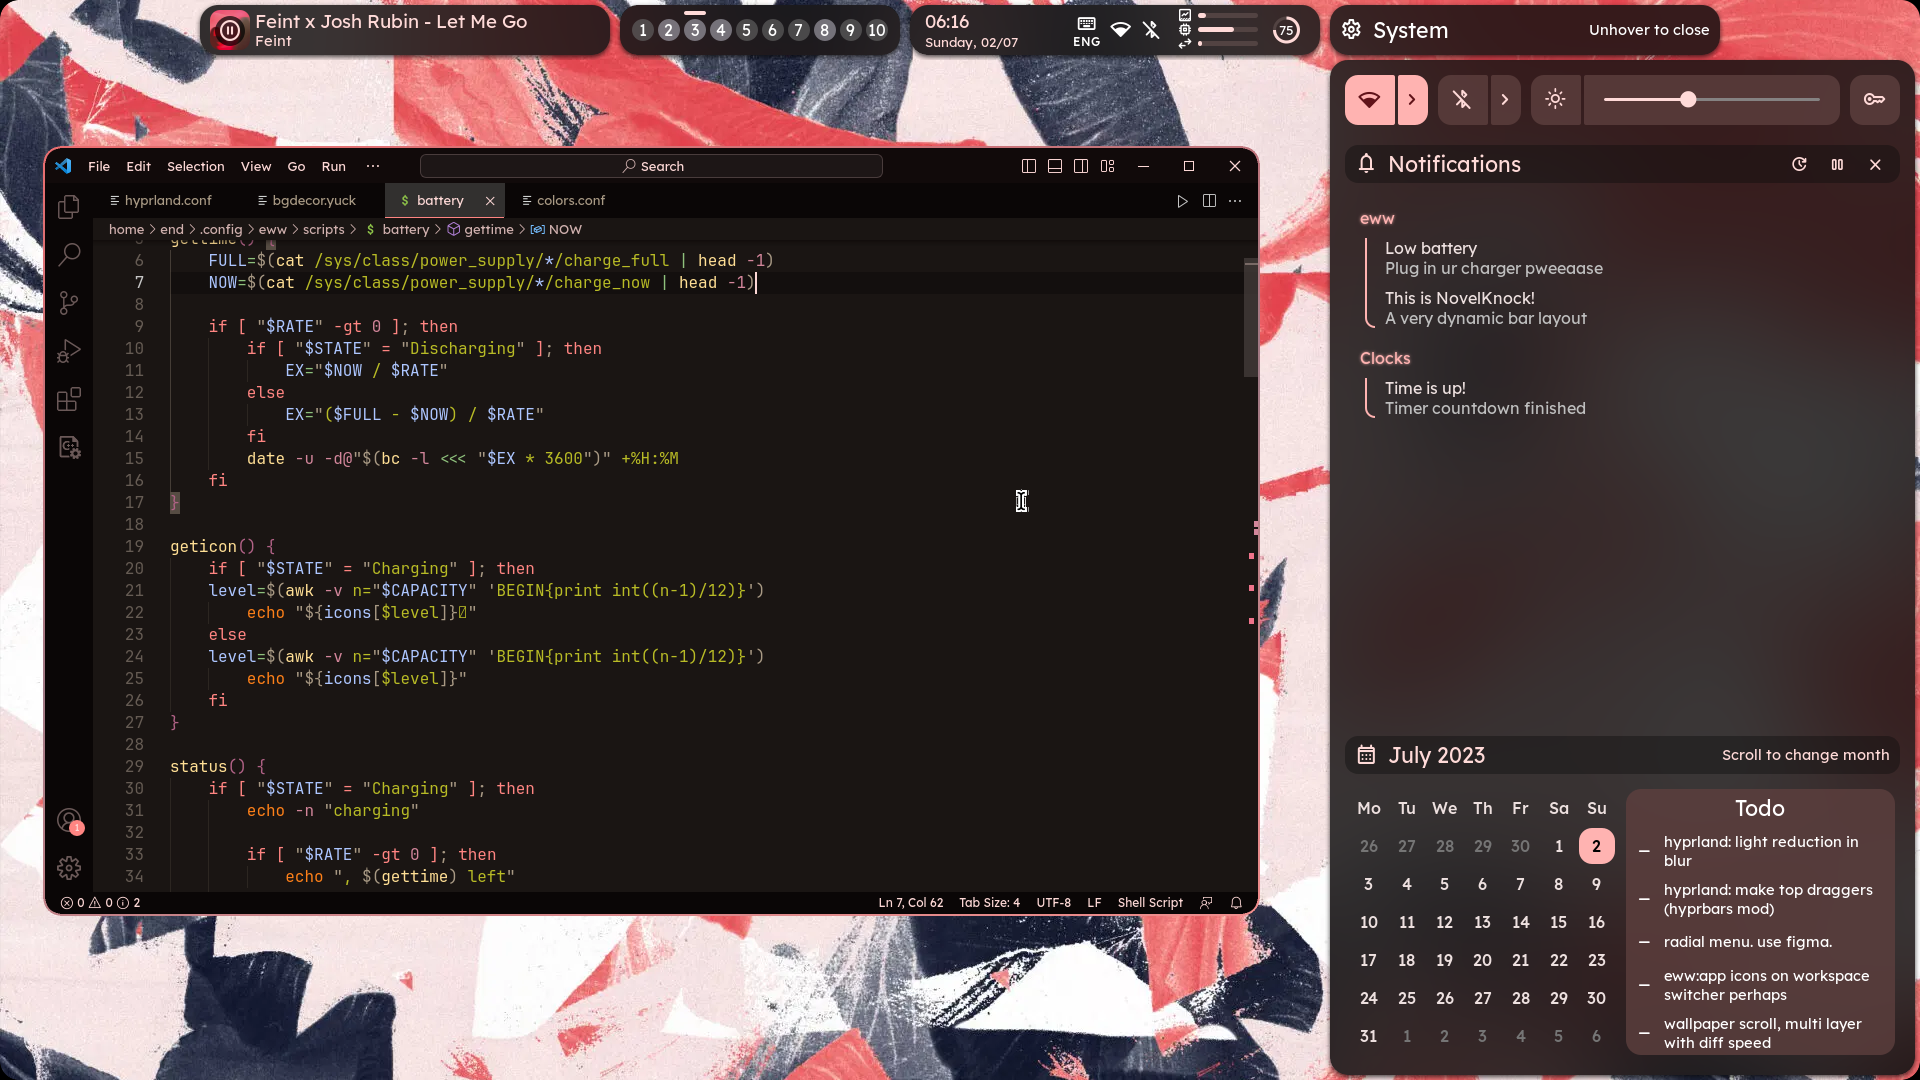 Feint x Josh Rubin - Let Me Go
Feint
1 2 3 4 5 6 7 8 9 10
06:16
Sunday, 02/07
ENG
75
System
Unhover to close
File Edit Selection View Go Run ···
Search
hyprland.conf
bgdecor.yuck
$ battery
colors.conf
home > end > .config > eww > scripts > $ battery > gettime > NOW
5 gettime() {
6 FULL=$(cat /sys/class/power_supply/*/charge_full | head -1)
7 NOW=$(cat /sys/class/power_supply/*/charge_now | head -1)
8
9 if [ "$RATE" -gt 0 ]; then
10 if [ "$STATE" = "Discharging" ]; then
11 EX="$NOW / $RATE"
12 else
13 EX="($FULL - $NOW) / $RATE"
14 fi
15 date -u -d@"$(bc -l <<< "$EX * 3600")" +%H:%M
16 fi
17 }
18
19 geticon() {
20 if [ "$STATE" = "Charging" ]; then
21 level=$(awk -v n="$CAPACITY" 'BEGIN{print int((n-1)/12)}')
22 echo "${icons[$level]}"
23 else
24 level=$(awk -v n="$CAPACITY" 'BEGIN{print int((n-1)/12)}')
25 echo "${icons[$level]}"
26 fi
27 }
28
29 status() {
30 if [ "$STATE" = "Charging" ]; then
31 echo -n "charging"
32
33 if [ "$RATE" -gt 0 ]; then
34 echo ", $(gettime) left"
1
0 0 2
Ln 7, Col 62 Tab Size: 4 UTF-8 LF Shell Script
Notifications
eww
Low battery
Plug in ur charger pweeaase
This is NovelKnock!
A very dynamic bar layout
Clocks
Time is up!
Timer countdown finished
July 2023
Scroll to change month
Mo Tu We Th Fr Sa Su
26 27 28 29 30 1 2
3 4 5 6 7 8 9
10 11 12 13 14 15 16
17 18 19 20 21 22 23
24 25 26 27 28 29 30
31 1 2 3 4 5 6
Todo
– hyprland: light reduction in
blur
– hyprland: make top draggers
(hyprbars mod)
– radial menu. use figma.
– eww:app icons on workspace
switcher perhaps
– wallpaper scroll, multi layer
with diff speed